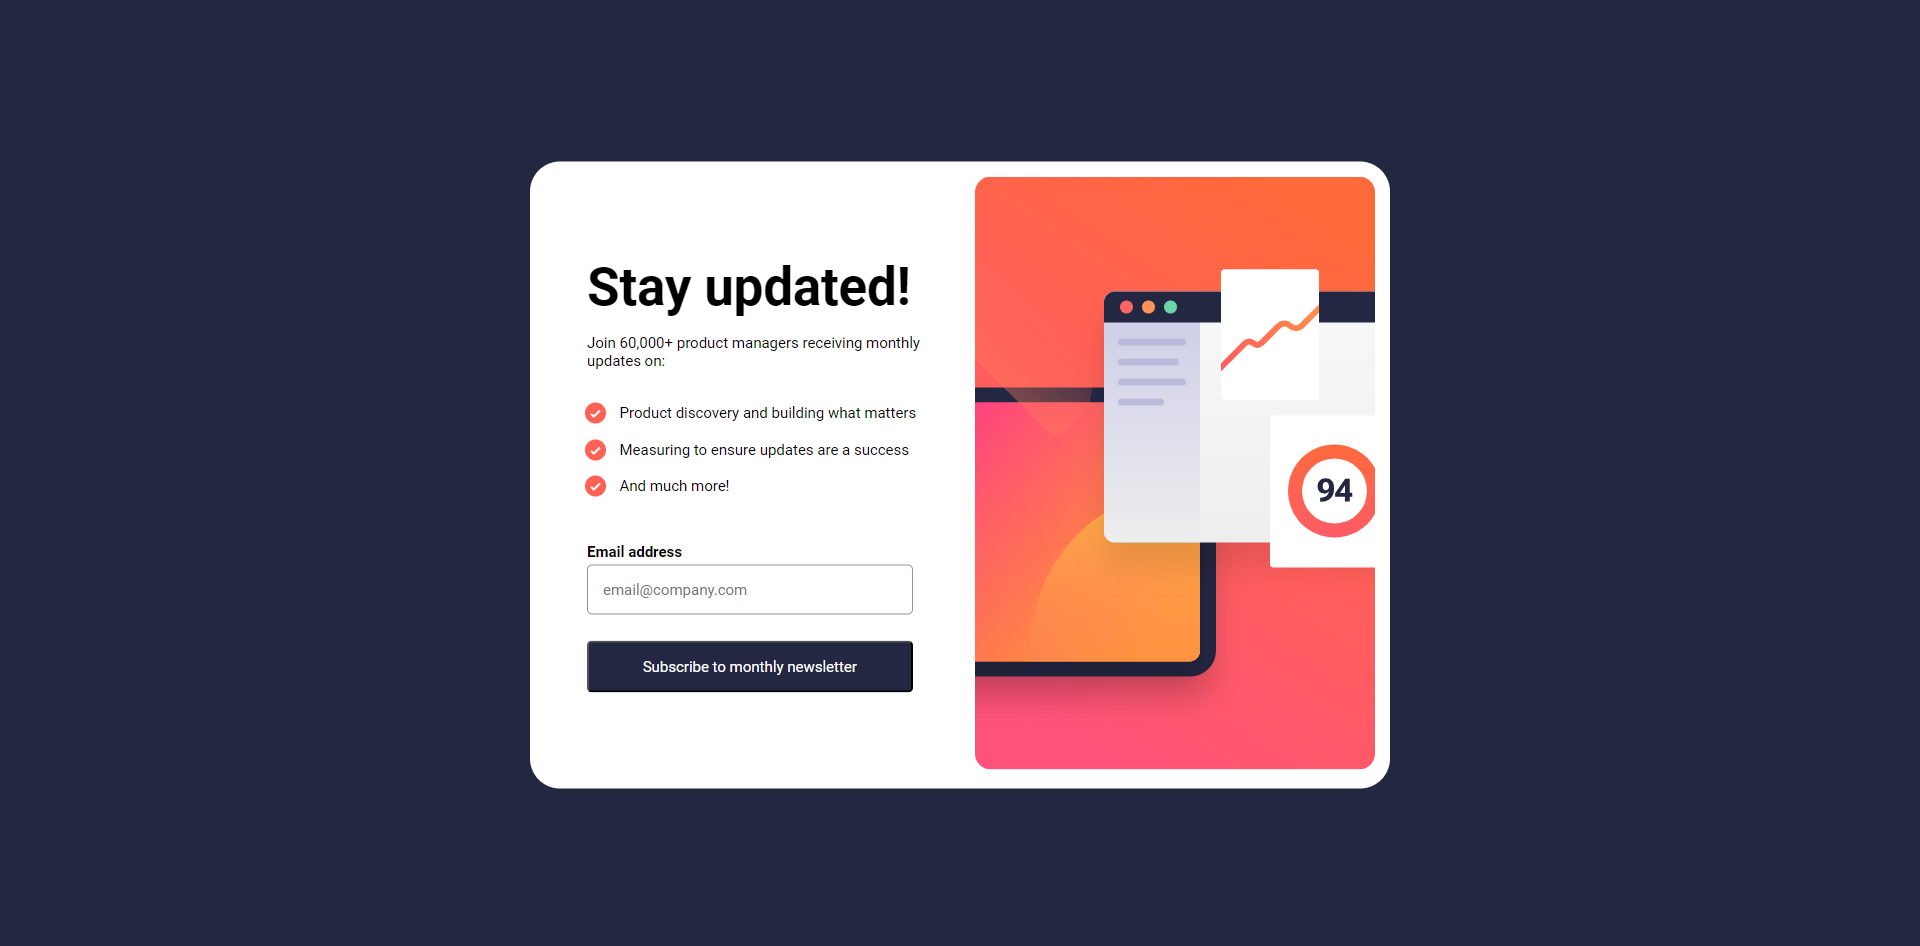 Stay updated!
Join 60,000+ product managers receiving monthly
updates on:
Product discovery and building what matters
Measuring to ensure updates are a success
And much more!
Email address
email@company.com
Subscribe to monthly newsletter
94